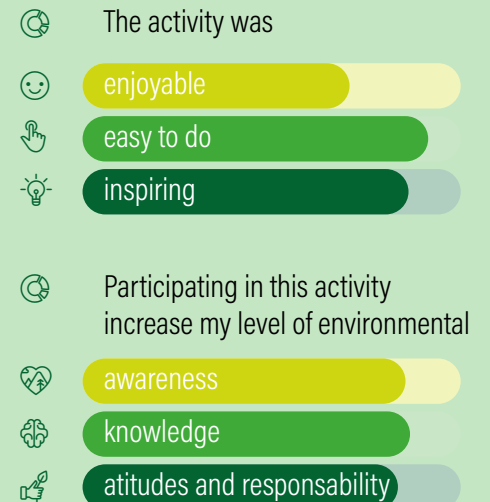 The activity was
enjoyable
easy to do
inspiring
Participating in this activity
increase my level of environmental
awareness
knowledge
atitudes and responsability